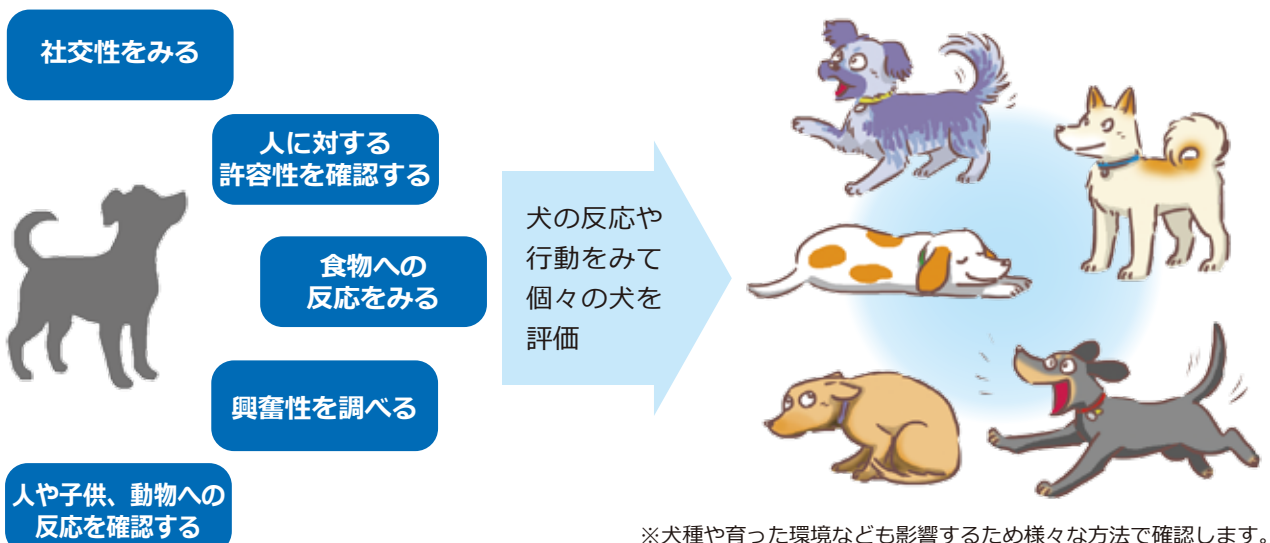 社交性をみる
人に対する
許容性を確認する
食物への
反応をみる
興奮性を調べる
人や子供、動物への
反応を確認する
犬の反応や
行動をみて
個々の犬を
評価
※犬種や育った環境なども影響するため様々な方法で確認します。